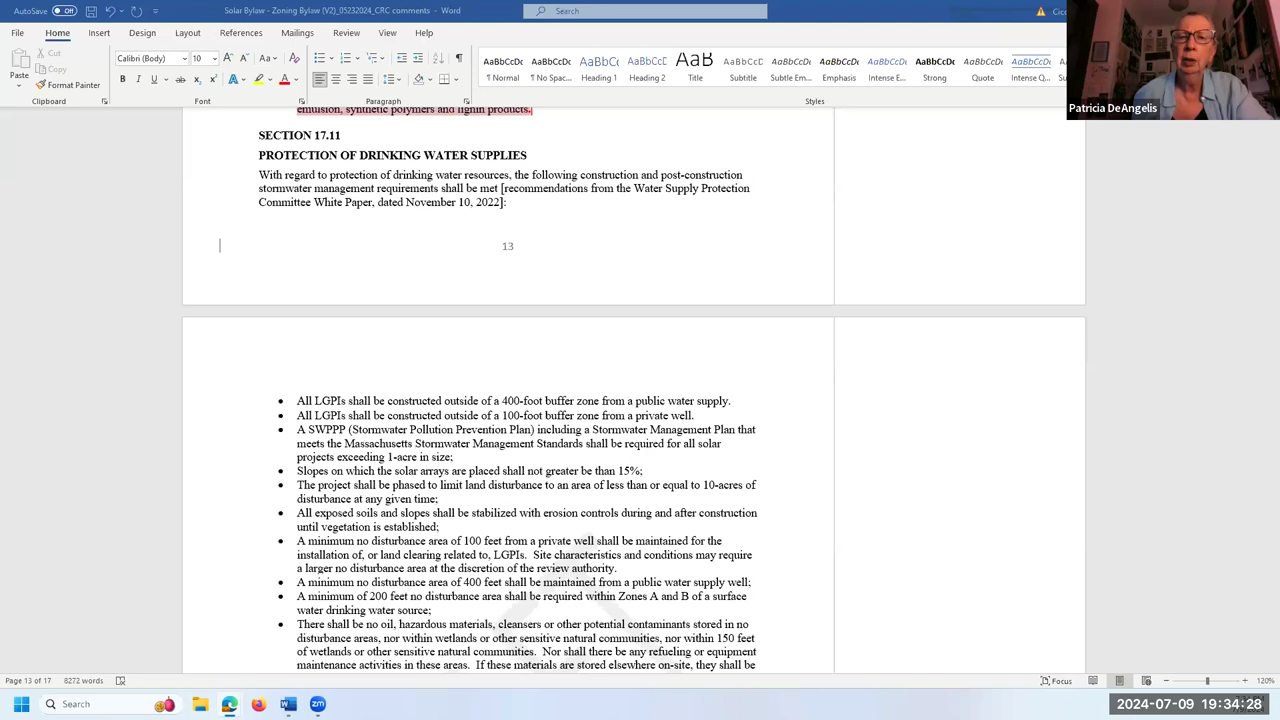 AutoSave Off Solar Bylaw - Zoning Bylaw (V2)_05232024_CRC comments - Word Search
File Home Insert Design Layout References Mailings Review View Help
Paste Cut Copy Format Painter
Calibri (Body) 10
AaBbCcDc AaBbCcDc AaBbC AaBbCcD AaB AaBbCcD AaBbCcDc AaBbCcDc AaBbCcDc AaBbCcDc AaBbCcDc AaBbCcDc
¶ Normal ¶ No Spac... Heading 1 Heading 2 Title Subtitle Subtle Em... Emphasis Intense E... Strong Quote Intense Q...
Clipboard Font Paragraph Styles
Patricia DeAngelis
emulsion, synthetic polymers and lignin products.
SECTION 17.11
PROTECTION OF DRINKING WATER SUPPLIES
With regard to protection of drinking water resources, the following construction and post-construction
stormwater management requirements shall be met [recommendations from the Water Supply Protection
Committee White Paper, dated November 10, 2022]:
13
• All LGPIs shall be constructed outside of a 400-foot buffer zone from a public water supply.
• All LGPIs shall be constructed outside of a 100-foot buffer zone from a private well.
• A SWPPP (Stormwater Pollution Prevention Plan) including a Stormwater Management Plan that
meets the Massachusetts Stormwater Management Standards shall be required for all solar
projects exceeding 1-acre in size;
• Slopes on which the solar arrays are placed shall not greater be than 15%;
• The project shall be phased to limit land disturbance to an area of less than or equal to 10-acres of
disturbance at any given time;
• All exposed soils and slopes shall be stabilized with erosion controls during and after construction
until vegetation is established;
• A minimum no disturbance area of 100 feet from a private well shall be maintained for the
installation of, or land clearing related to, LGPIs. Site characteristics and conditions may require
a larger no disturbance area at the discretion of the review authority.
• A minimum no disturbance area of 400 feet shall be maintained from a public water supply well;
• A minimum of 200 feet no disturbance area shall be required within Zones A and B of a surface
water drinking water source;
• There shall be no oil, hazardous materials, cleansers or other potential contaminants stored in no
disturbance areas, nor within wetlands or other sensitive natural communities, nor within 150 feet
of wetlands or other sensitive natural communities. Nor shall there be any refueling or equipment
maintenance activities in these areas. If these materials are stored elsewhere on-site, they shall be
Page 13 of 17 8272 words Focus 120%
Search
2024-07-09 19:34:28